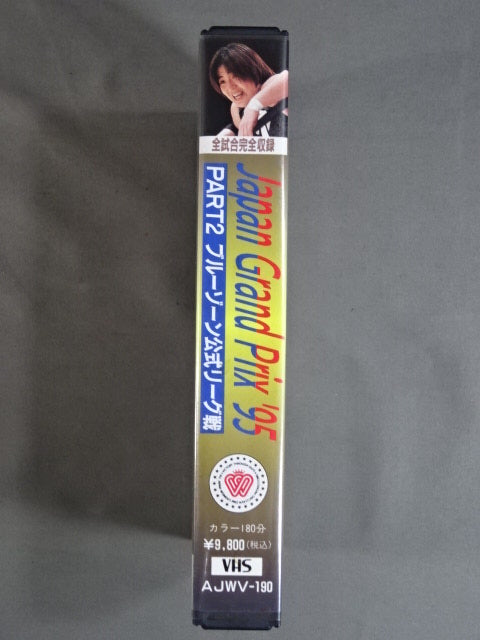 全試合完全収録
Japan Grand Prix '95
PART2 ブルーゾーン公式リーグ戦
カラー180分
¥9,800(税込)
VHS
AJWV-190